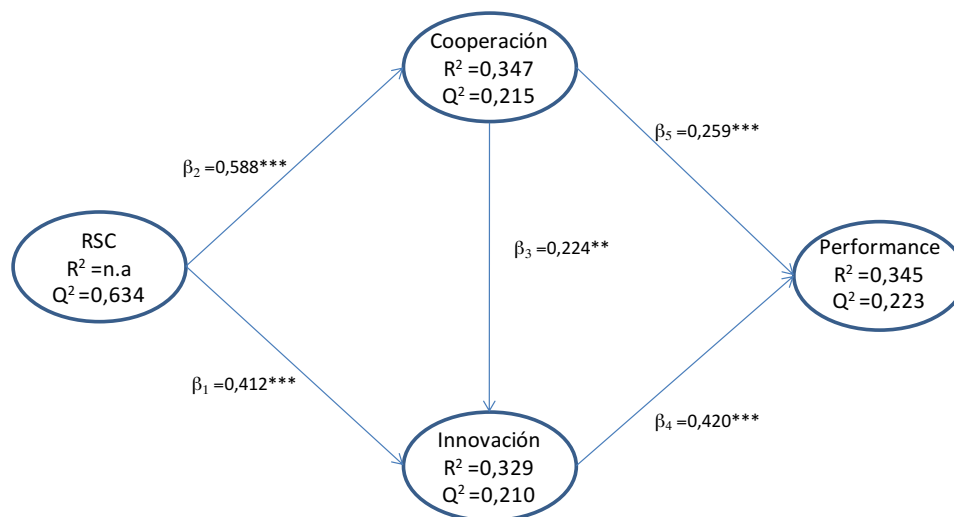 Cooperación
R² =0,347
Q² =0,215
β₅ =0,259***
β₂ =0,588***
RSC
R² =n.a
Q² =0,634
β₃ =0,224**
Performance
R² =0,345
Q² =0,223
β₁ =0,412***
β₄ =0,420***
Innovación
R² =0,329
Q² =0,210